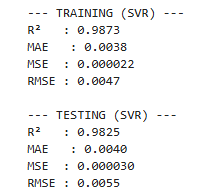 --- TRAINING (SVR) ---
R² : 0.9873
MAE : 0.0038
MSE : 0.000022
RMSE : 0.0047
--- TESTING (SVR) ---
R² : 0.9825
MAE : 0.0040
MSE : 0.000030
RMSE : 0.0055